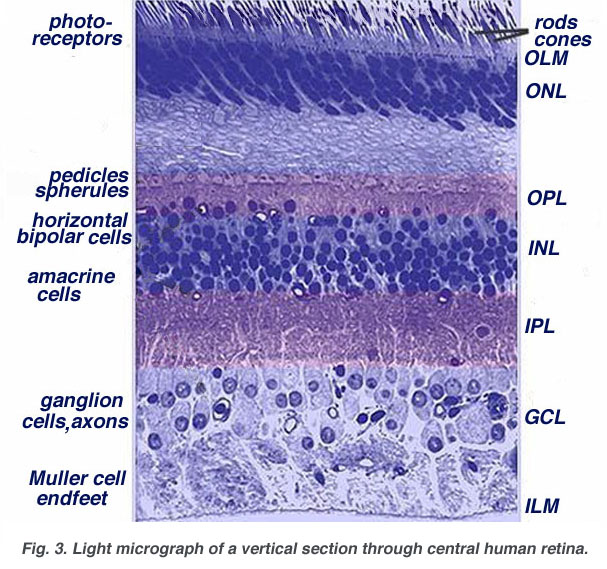 photo-
receptors
rods
cones
OLM
ONL
pedicles
spherules
OPL
horizontal
bipolar cells
INL
amacrine
cells
IPL
ganglion
cells,axons
GCL
Muller cell
endfeet
ILM
Fig. 3. Light micrograph of a vertical section through central human retina.